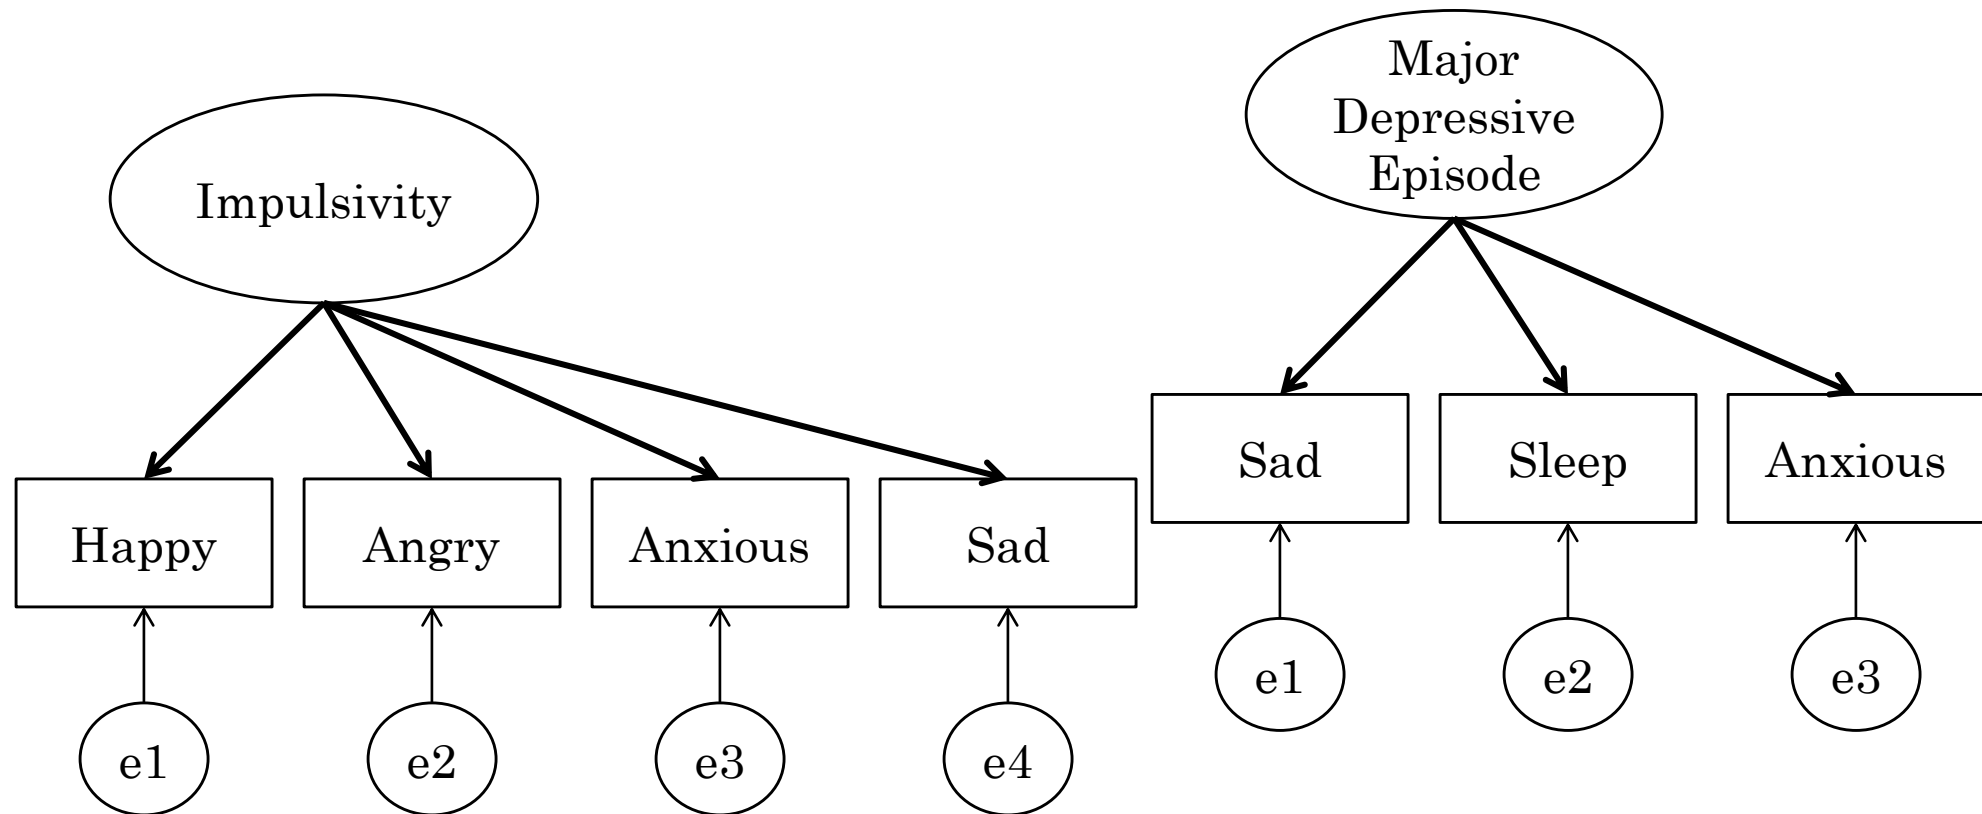 Impulsivity
Happy
Angry
Anxious
Sad
e1
e2
e3
e4
Major
Depressive
Episode
Sad
Sleep
Anxious
e1
e2
e3